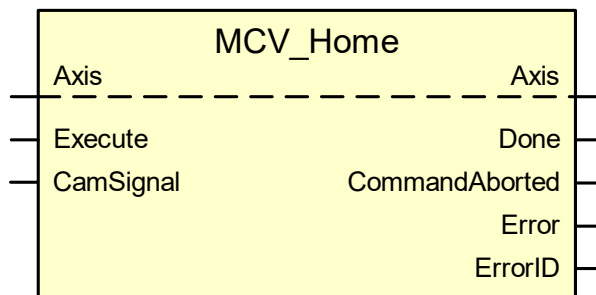 MCV_Home
Axis Axis
Execute Done
CamSignal CommandAborted
Error
ErrorID